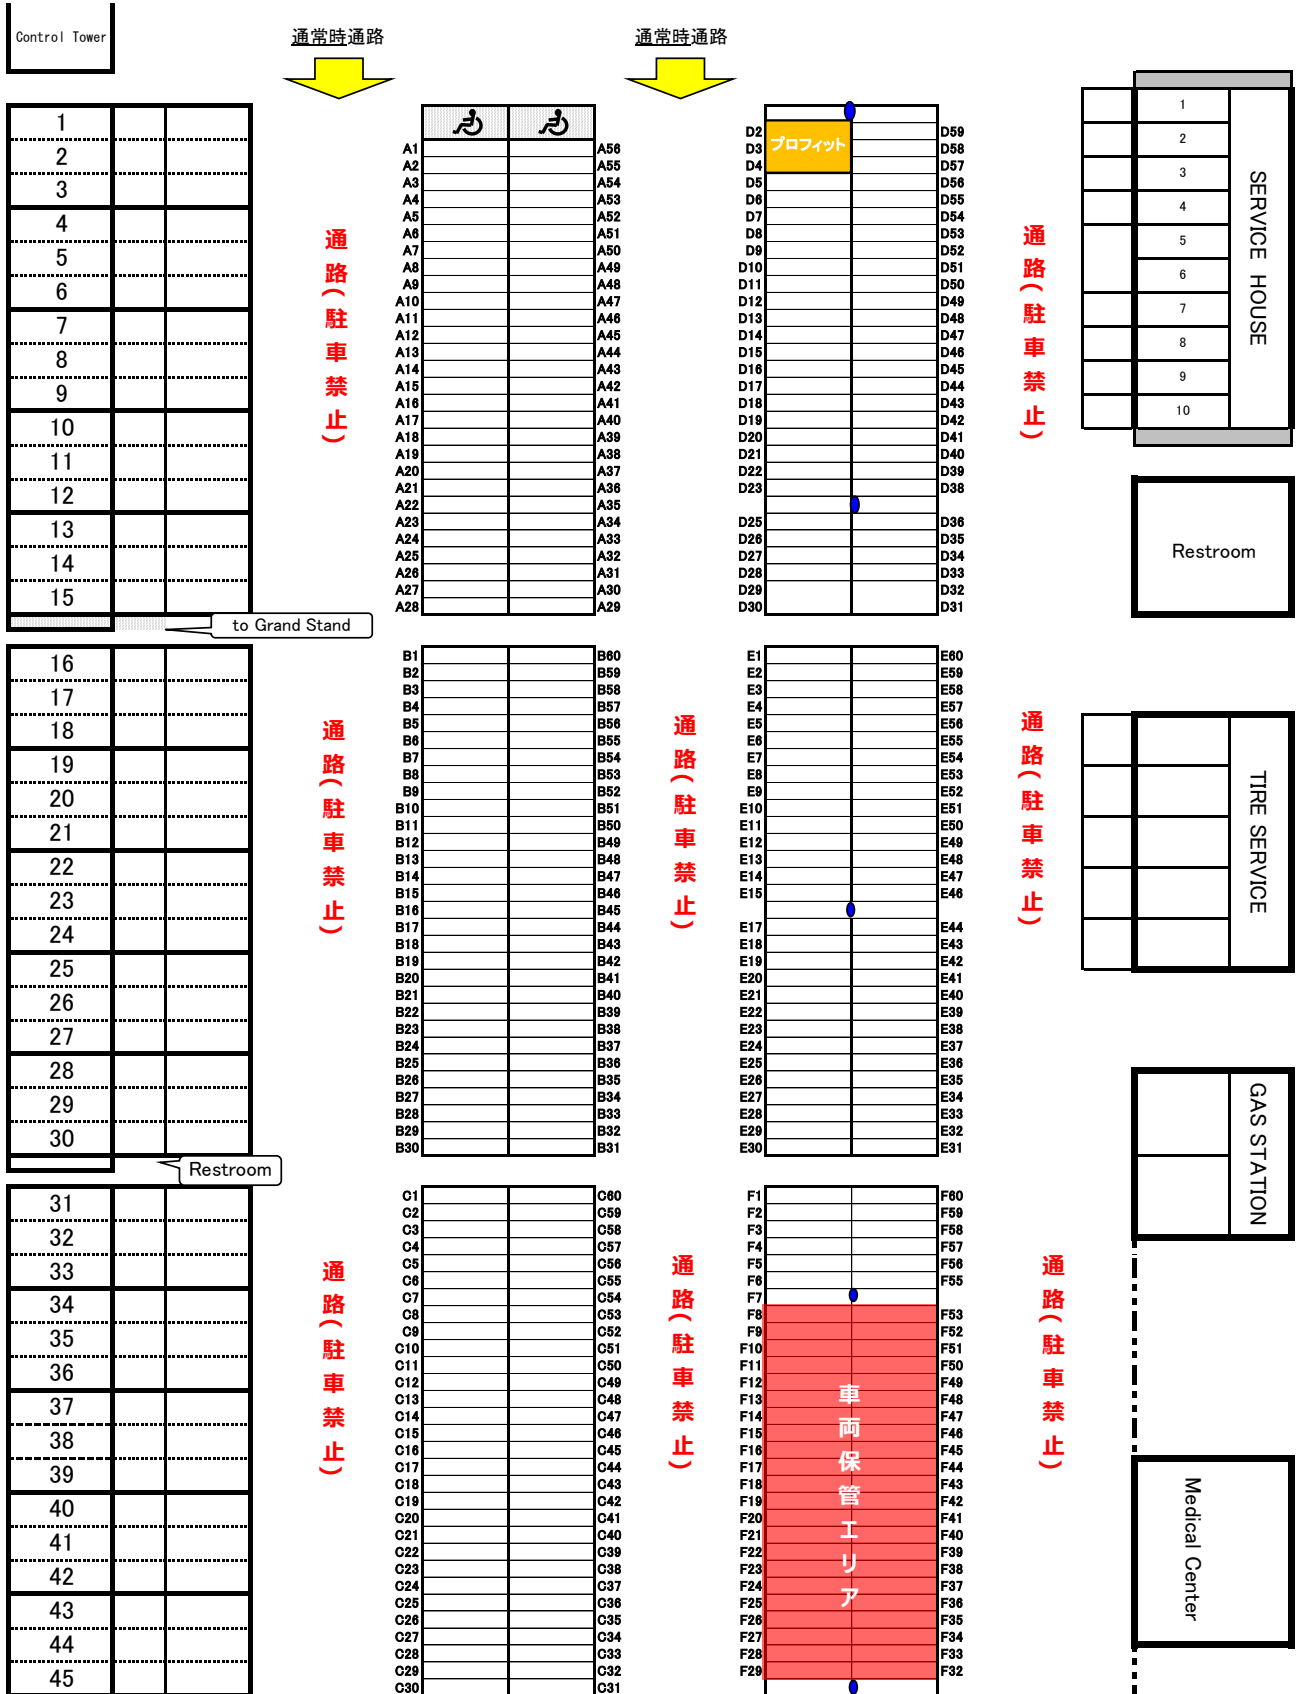 Control Tower
通常時通路
通常時通路
1
2
3
4
5
6
7
8
9
10
11
12
13
14
15
to Grand Stand
16
17
18
19
20
21
22
23
24
25
26
27
28
29
30
Restroom
31
32
33
34
35
36
37
38
39
40
41
42
43
44
45
通路(駐車禁止)
通路(駐車禁止)
通路(駐車禁止)
A1 A56
A2 A55
A3 A54
A4 A53
A5 A52
A6 A51
A7 A50
A8 A49
A9 A48
A10 A47
A11 A46
A12 A45
A13 A44
A14 A43
A15 A42
A16 A41
A17 A40
A18 A39
A19 A38
A20 A37
A21 A36
A22 A35
A23 A34
A24 A33
A25 A32
A26 A31
A27 A30
A28 A29
B1 B60
B2 B59
B3 B58
B4 B57
B5 B56
B6 B55
B7 B54
B8 B53
B9 B52
B10 B51
B11 B50
B12 B49
B13 B48
B14 B47
B15 B46
B16 B45
B17 B44
B18 B43
B19 B42
B20 B41
B21 B40
B22 B39
B23 B38
B24 B37
B25 B36
B26 B35
B27 B34
B28 B33
B29 B32
B30 B31
C1 C60
C2 C59
C3 C58
C4 C57
C5 C56
C6 C55
C7 C54
C8 C53
C9 C52
C10 C51
C11 C50
C12 C49
C13 C48
C14 C47
C15 C46
C16 C45
C17 C44
C18 C43
C19 C42
C20 C41
C21 C40
C22 C39
C23 C38
C24 C37
C25 C36
C26 C35
C27 C34
C28 C33
C29 C32
C30 C31
通路(駐車禁止)
通路(駐車禁止)
プロフィット
D2 D59
D3 D58
D4 D57
D5 D56
D6 D55
D7 D54
D8 D53
D9 D52
D10 D51
D11 D50
D12 D49
D13 D48
D14 D47
D15 D46
D16 D45
D17 D44
D18 D43
D19 D42
D20 D41
D21 D40
D22 D39
D23 D38
D25 D36
D26 D35
D27 D34
D28 D33
D29 D32
D30 D31
E1 E60
E2 E59
E3 E58
E4 E57
E5 E56
E6 E55
E7 E54
E8 E53
E9 E52
E10 E51
E11 E50
E12 E49
E13 E48
E14 E47
E15 E46
E17 E44
E18 E43
E19 E42
E20 E41
E21 E40
E22 E39
E23 E38
E24 E37
E25 E36
E26 E35
E27 E34
E28 E33
E29 E32
E30 E31
F1 F60
F2 F59
F3 F58
F4 F57
F5 F56
F6 F55
F7
F8 F53
F9 F52
F10 F51
F11 F50
F12 F49
F13 F48
F14 F47
F15 F46
F16 F45
F17 F44
F18 F43
F19 F42
F20 F41
F21 F40
F22 F39
F23 F38
F24 F37
F25 F36
F26 F35
F27 F34
F28 F33
F29 F32
車両保管エリア
通路(駐車禁止)
通路(駐車禁止)
通路(駐車禁止)
1
2
3
4
5
6
7
8
9
10
SERVICE HOUSE
Restroom
TIRE SERVICE
GAS STATION
Medical Center